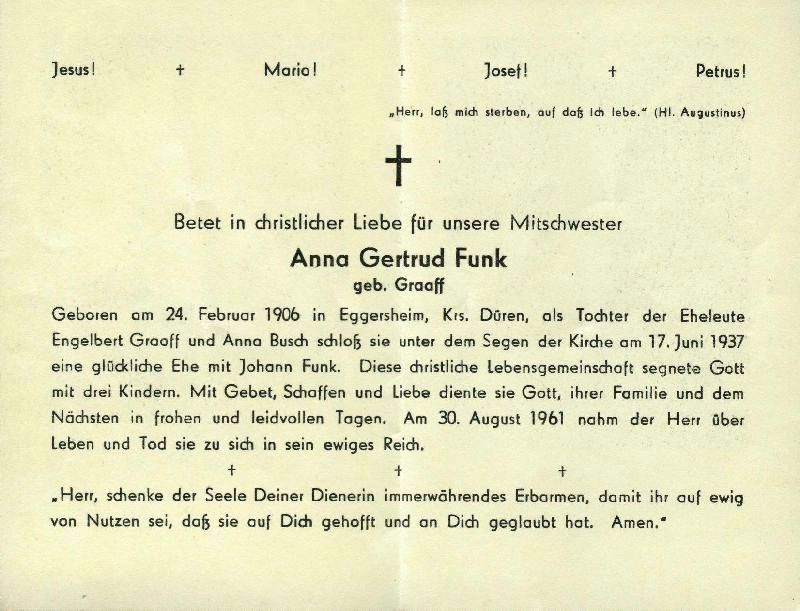 Jesus! † Maria! † Josef! † Petrus!
„Herr, laß mich sterben, auf daß ich lebe.“ (Hl. Augustinus)
†
Betet in christlicher Liebe für unsere Mitschwester
Anna Gertrud Funk
geb. Graaff
Geboren am 24. Februar 1906 in Eggersheim, Krs. Düren, als Tochter der Eheleute
Engelbert Graaff und Anna Busch schloß sie unter dem Segen der Kirche am 17. Juni 1937
eine glückliche Ehe mit Johann Funk. Diese christliche Lebensgemeinschaft segnete Gott
mit drei Kindern. Mit Gebet, Schaffen und Liebe diente sie Gott, ihrer Familie und dem
Nächsten in frohen und leidvollen Tagen. Am 30. August 1961 nahm der Herr über
Leben und Tod sie zu sich in sein ewiges Reich.
† † †
„Herr, schenke der Seele Deiner Dienerin immerwährendes Erbarmen, damit ihr auf ewig
von Nutzen sei, daß sie auf Dich gehofft und an Dich geglaubt hat. Amen.“